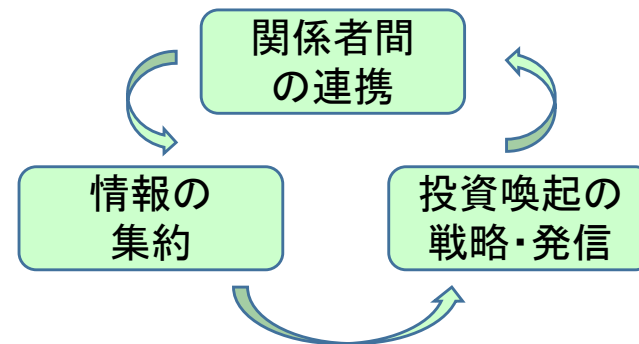 関係者間
の連携
情報の
集約
投資喚起の
戦略・発信